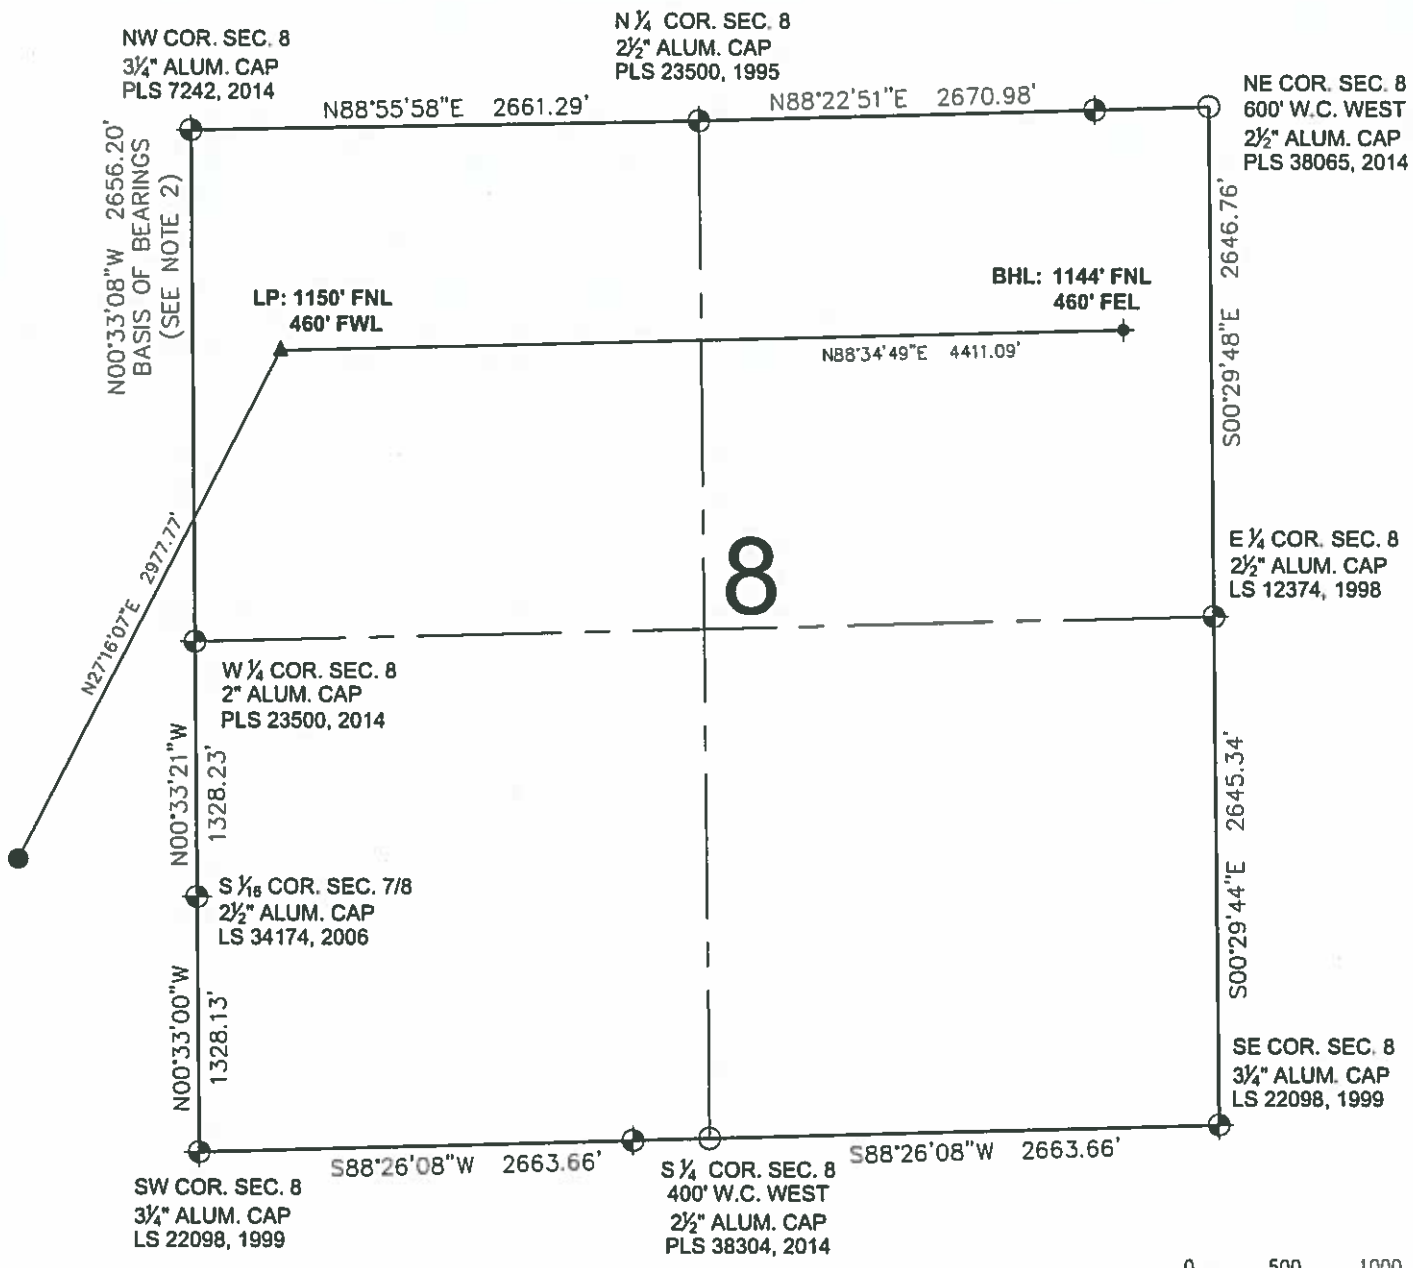 N ¼ COR. SEC. 8
2½" ALUM. CAP
PLS 23500, 1995
NW COR. SEC. 8
3¼" ALUM. CAP
PLS 7242, 2014
NE COR. SEC. 8
600' W.C. WEST
2½" ALUM. CAP
PLS 38065, 2014
N88°55'58"E 2661.29'
N88°22'51"E 2670.98'
N00°33'08"W 2656.20'
BASIS OF BEARINGS
(SEE NOTE 2)
S00°29'48"E 2646.76'
LP: 1150' FNL
460' FWL
BHL: 1144' FNL
460' FEL
N88°34'49"E 4411.09'
N27°16'07"E 2977.77'
8
E ¼ COR. SEC. 8
2½" ALUM. CAP
LS 12374, 1998
W ¼ COR. SEC. 8
2" ALUM. CAP
PLS 23500, 2014
N00°33'21"W
1328.23'
S00°29'44"E 2645.34'
S 1⁄16 COR. SEC. 7/8
2½" ALUM. CAP
LS 34174, 2006
N00°33'00"W
1328.13'
SE COR. SEC. 8
3¼" ALUM. CAP
LS 22098, 1999
S88°26'08"W 2663.66'
S88°26'08"W 2663.66'
SW COR. SEC. 8
3¼" ALUM. CAP
LS 22098, 1999
S ¼ COR. SEC. 8
400' W.C. WEST
2½" ALUM. CAP
PLS 38304, 2014
0 500 1000